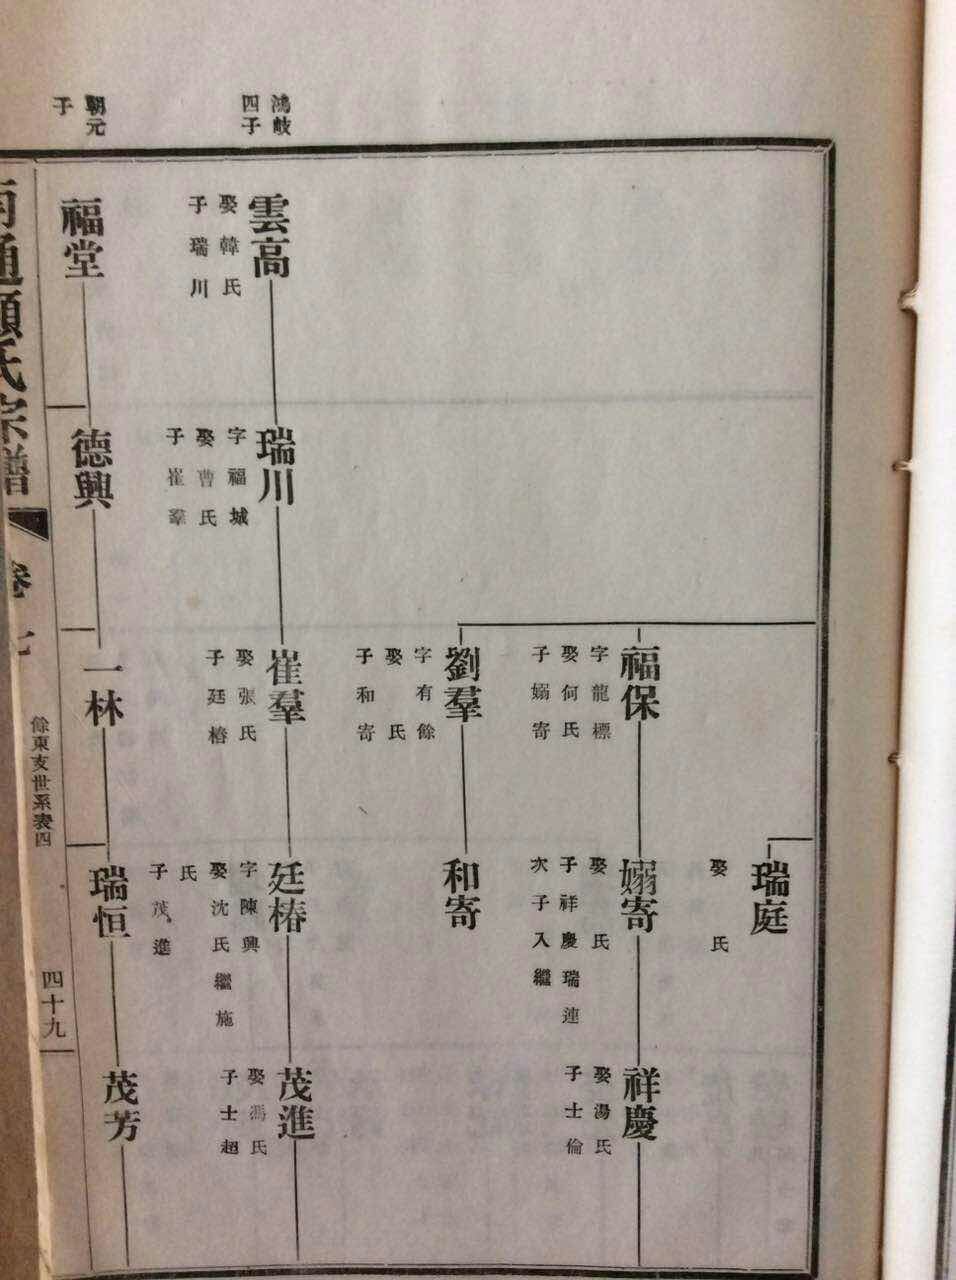 鴻岐
四子
雲高
娶韓氏
子瑞川
朝元
子
福堂
瑞川
字福城
娶曹氏
子崔羣
德興
福保
字龍標
娶何氏
子嫋寄
劉羣
字有餘
娶 氏
子和寄
崔羣
娶張氏
子廷椿
一林
瑞庭
娶 氏
嫋寄
娶 氏
子祥慶瑞連
次子入繼
和寄
廷椿
字陳興
娶沈氏繼施
氏
子茂進
瑞恒
祥慶
娶湯氏
子士倫
茂進
娶馮氏
子士超
茂芳
南通顧氏宗譜
卷七
餘東支世系表四
四十九